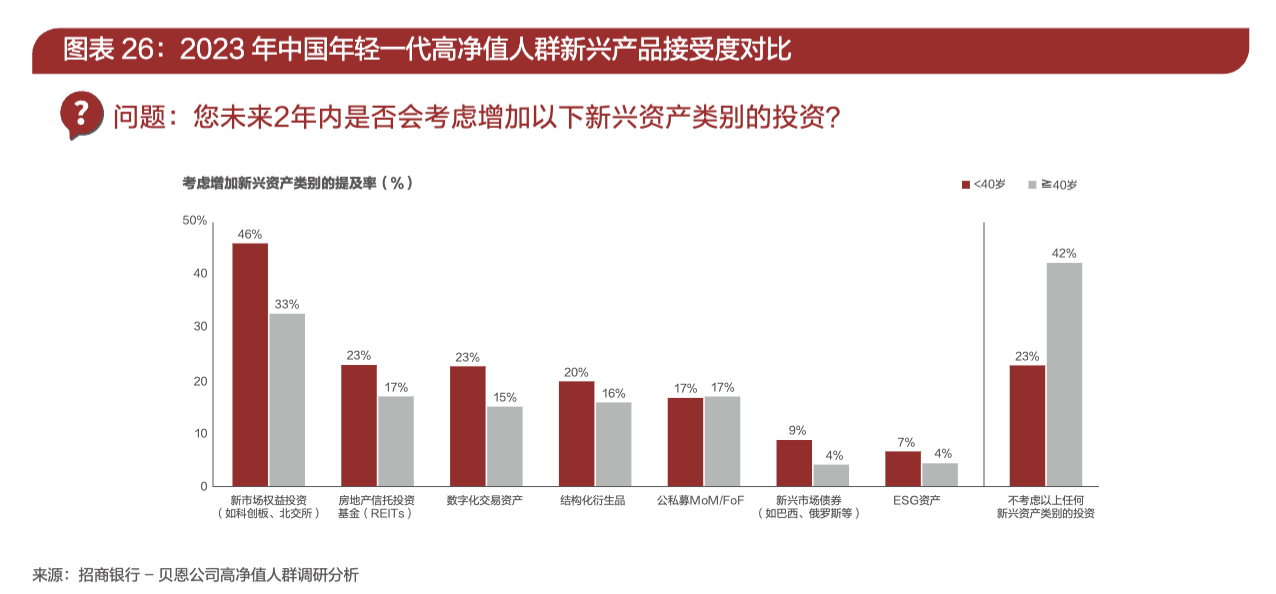 图表 26：2023 年中国年轻一代高净值人群新兴产品接受度对比
?
问题：您未来2年内是否会考虑增加以下新兴资产类别的投资?
考虑增加新兴资产类别的提及率（%）
<40岁
≧40岁
50%
40
30
20
10
0
46%
33%
23%
17%
23%
15%
20%
16%
17%
17%
9%
4%
7%
4%
23%
42%
新市场权益投资
（如科创板、北交所）
房地产信托投资
基金（REITs）
数字化交易资产
结构化衍生品
公私募MoM/FoF
新兴市场债券
（如巴西、俄罗斯等）
ESG资产
不考虑以上任何
新兴资产类别的投资
来源：招商银行 – 贝恩公司高净值人群调研分析